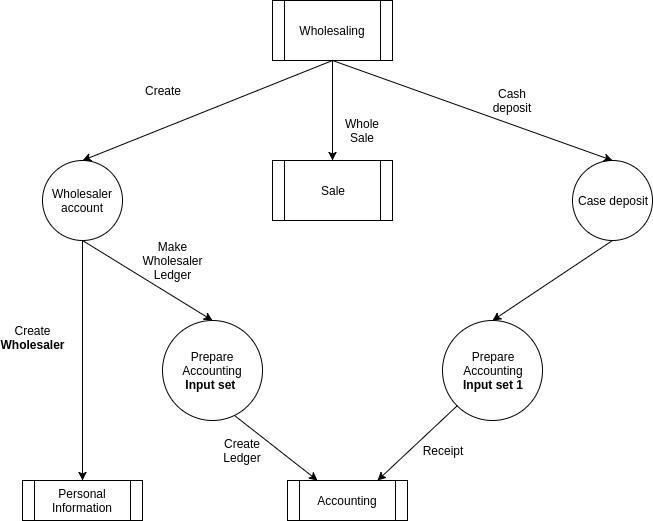 Wholesaling
Create
Cash
deposit
Whole
Sale
Wholesaler
account
Sale
Case deposit
Make
Wholesaler
Ledger
Create
Wholesaler
Prepare
Accounting
Input set
Prepare
Accounting
Input set 1
Create
Ledger
Receipt
Personal
Information
Accounting